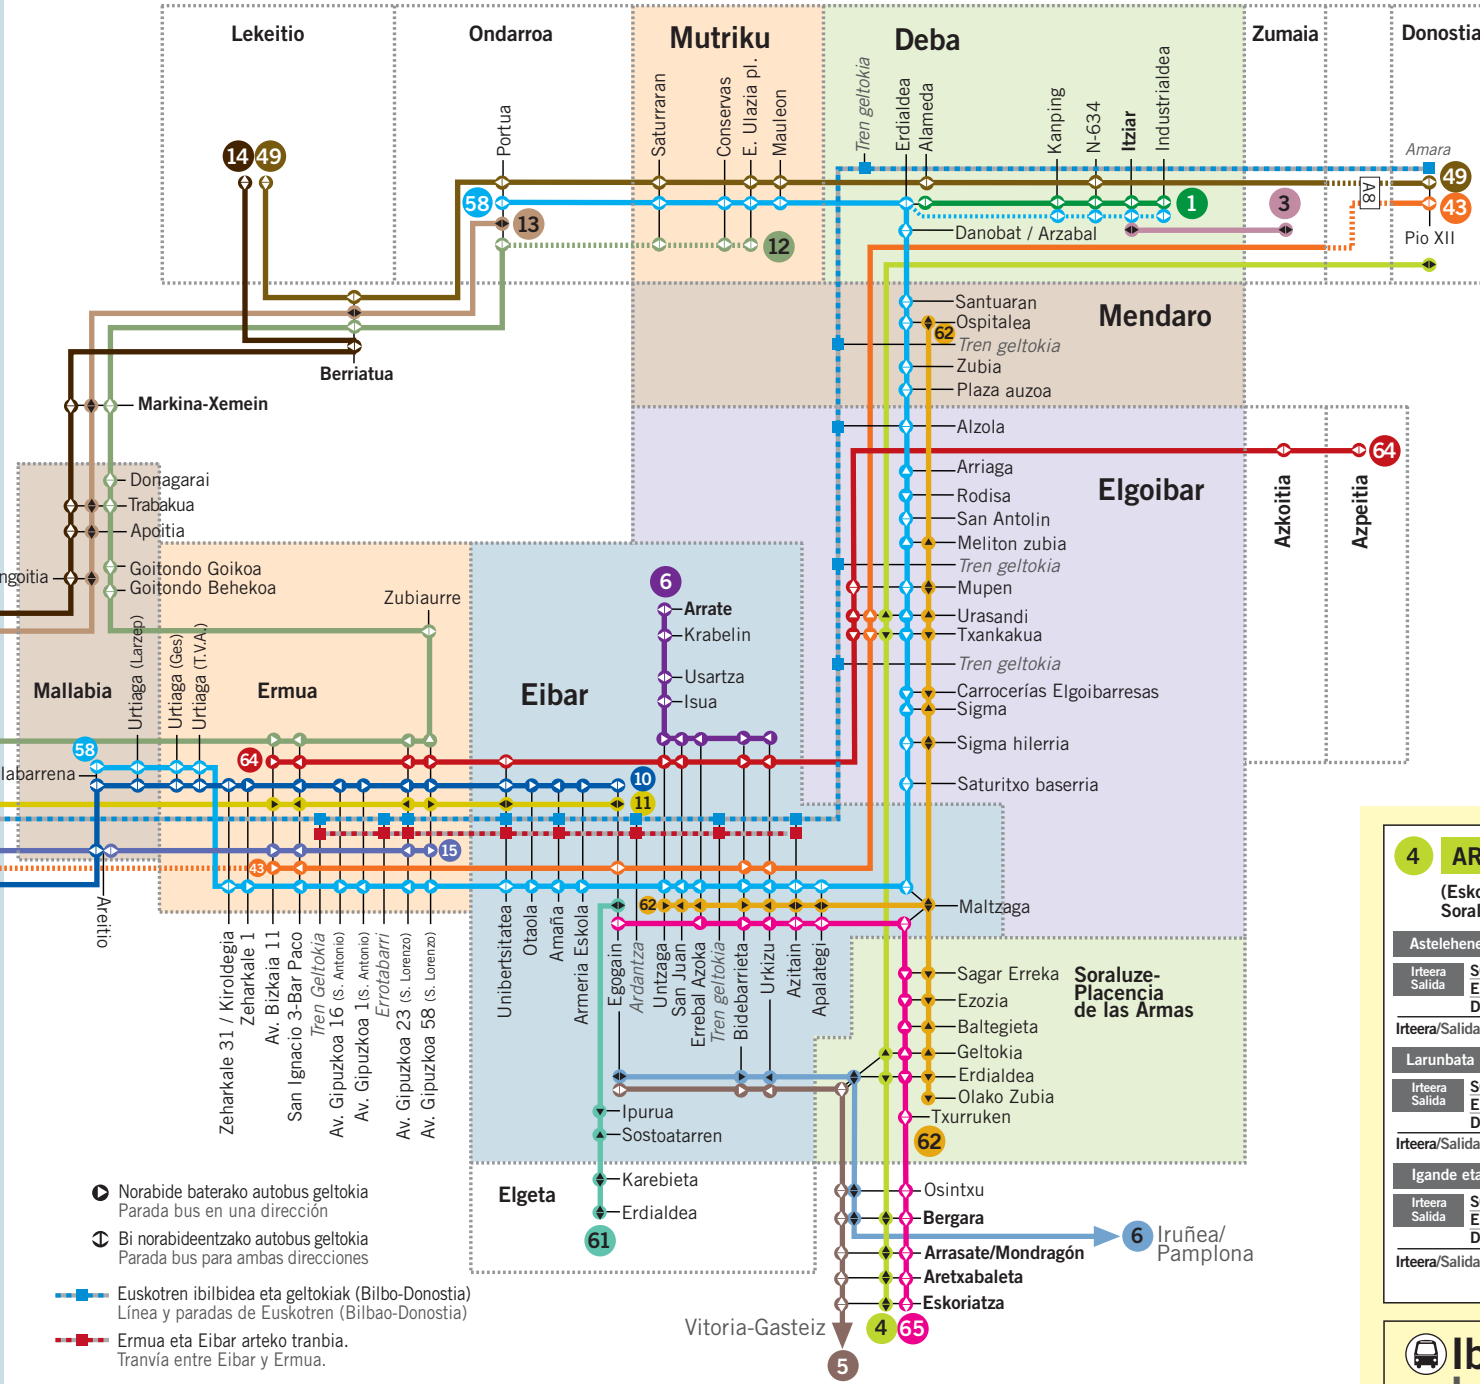 Lekeitio
Ondarroa
Mutriku
Deba
Zumaia
Donostia
Portua
Saturraran
Conservas
E. Ulazia pl.
Mauleon
Tren geltokia
Erdialdea
Alameda
Kanping
N-634
Itziar
Industrialdea
Amara
14
49
58
13
12
1
3
A8
49
43
Pio XII
Danobat / Arzabal
Berriatua
Markina-Xemein
Santuaran
Ospitalea
62
Tren geltokia
Zubia
Plaza auzoa
Mendaro
Alzola
Arriaga
Rodisa
San Antolin
Meliton zubia
Tren geltokia
Mupen
Urasandi
Txankakua
Tren geltokia
Carrocerías Elgoibarresas
Sigma
Sigma hilerria
Saturitxo baserria
Maltzaga
Elgoibar
64
Azkoitia
Azpeitia
Donagarai
Trabakua
Apoitia
Goitondo Goikoa
Goitondo Behekoa
ngoitia
Zubiaurre
Mallabia
Urtiaga (Larzep)
Urtiaga (Ges)
Urtiaga (T.V.A.)
Ermua
Eibar
6
Arrate
Krabelin
Usartza
Isua
58
labarrena
64
10
11
15
43
62
Areitio
Zeharkale 31 / Kiroldegia
Zeharkale 1
Av. Bizkaia 11
San Ignacio 3-Bar Paco
Tren Geltokia
Av. Gipuzkoa 16 (S. Antonio)
Av. Gipuzkoa 1(S. Antonio)
Errotabarri
Av. Gipuzkoa 23 (S. Lorenzo)
Av. Gipuzkoa 58 (S. Lorenzo)
Unibertsitatea
Otaola
Amaña
Armeria Eskola
Egogain
Ardantza
Untzaga
San Juan
Errebal Azoka
Tren geltokia
Bidebarrieta
Urkizu
Azitain
Apalategi
Sagar Erreka
Ezozia
Baltegieta
Geltokia
Erdialdea
Olako Zubia
Txurruken
62
Soraluze-
Placencia
de las Armas
Ipurua
Sostoatarren
Karebieta
Erdialdea
61
Elgeta
Osintxu
Bergara
Arrasate/Mondragón
Aretxabaleta
Eskoriatza
6
Iruñea/
Pamplona
Vitoria-Gasteiz
4
65
5
Norabide baterako autobus geltokia
Parada bus en una dirección
Bi norabideentzako autobus geltokia
Parada bus para ambas direcciones
Euskotren ibilbidea eta geltokiak (Bilbo-Donostia)
Línea y paradas de Euskotren (Bilbao-Donostia)
Ermua eta Eibar arteko tranbia.
Tranvía entre Eibar y Ermua.
4
AR
(Esko
Soral
Astelehene
Irteera
Salida
S
E
D
Irteera/Salida
Larunbata
Irteera
Salida
S
E
D
Irteera/Salida
Igande eta
Irteera
Salida
S
E
D
Irteera/Salida
Ib